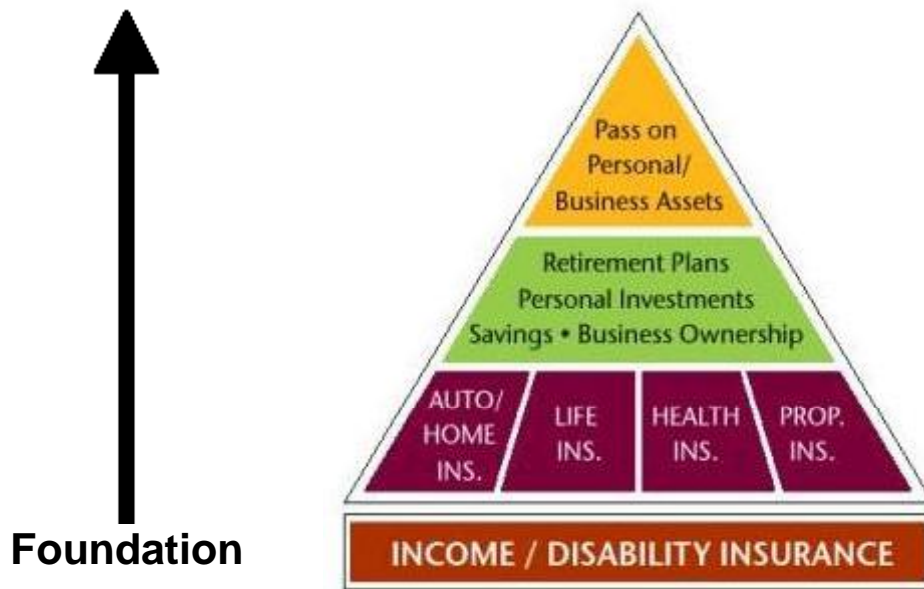 Pass on
Personal/
Business Assets
Retirement Plans
Personal Investments
Savings • Business Ownership
AUTO/
HOME
INS.
LIFE
INS.
HEALTH
INS.
PROP.
INS.
Foundation
INCOME / DISABILITY INSURANCE